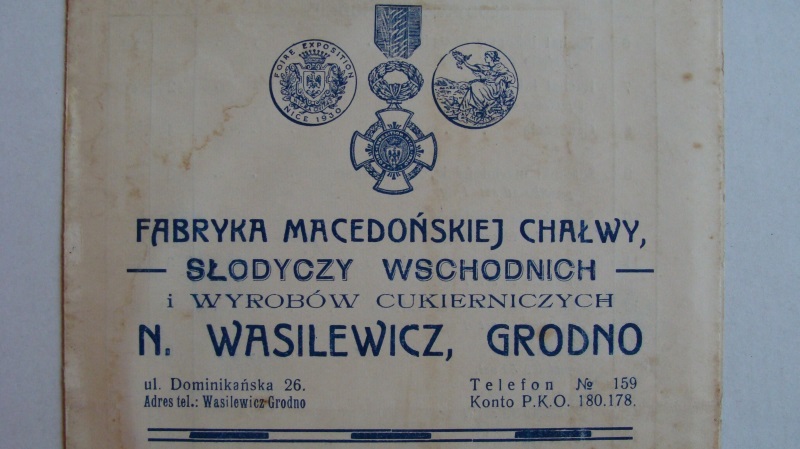 FOIRE EXPOSITION
NICE 1930
FABRYKA MACEDOŃSKIEJ CHAŁWY,
— SŁODYCZY WSCHODNICH —
i WYROBÓW CUKIERNICZYCH
N. WASILEWICZ, GRODNO
ul. Dominikańska 26.
Telefon № 159
Adres tel.: Wasilewicz-Grodno
Konto P.K.O. 180.178.